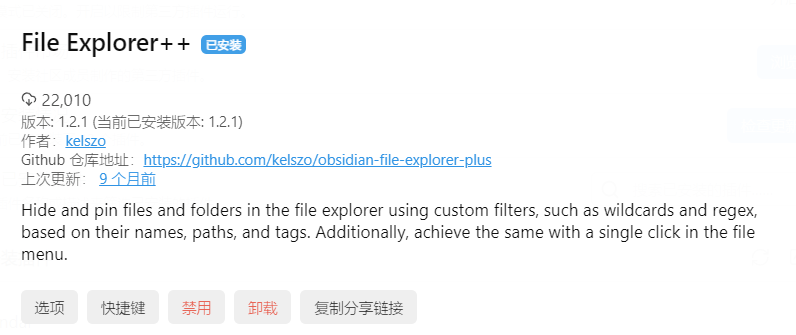 File Explorer++ 已安装
22,010
版本: 1.2.1 (当前已安装版本: 1.2.1)
作者: kelszo
Github 仓库地址: https://github.com/kelszo/obsidian-file-explorer-plus
上次更新: 9 个月前
Hide and pin files and folders in the file explorer using custom filters, such as wildcards and regex,
based on their names, paths, and tags. Additionally, achieve the same with a single click in the file
menu.
选项 快捷键 禁用 卸载 复制分享链接